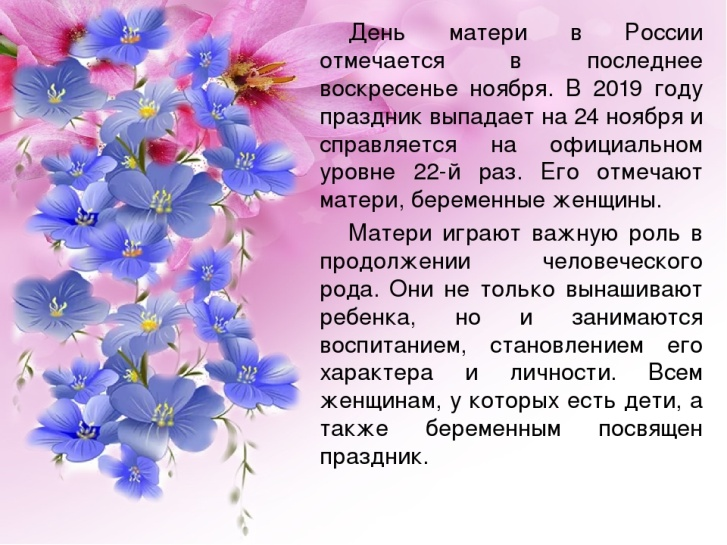 День матери в России
отмечается в последнее
воскресенье ноября. В 2019 году
праздник выпадает на 24 ноября и
справляется на официальном
уровне 22-й раз. Его отмечают
матери, беременные женщины.
Матери играют важную роль в
продолжении человеческого
рода. Они не только вынашивают
ребенка, но и занимаются
воспитанием, становлением его
характера и личности. Всем
женщинам, у которых есть дети, а
также беременным посвящен
праздник.